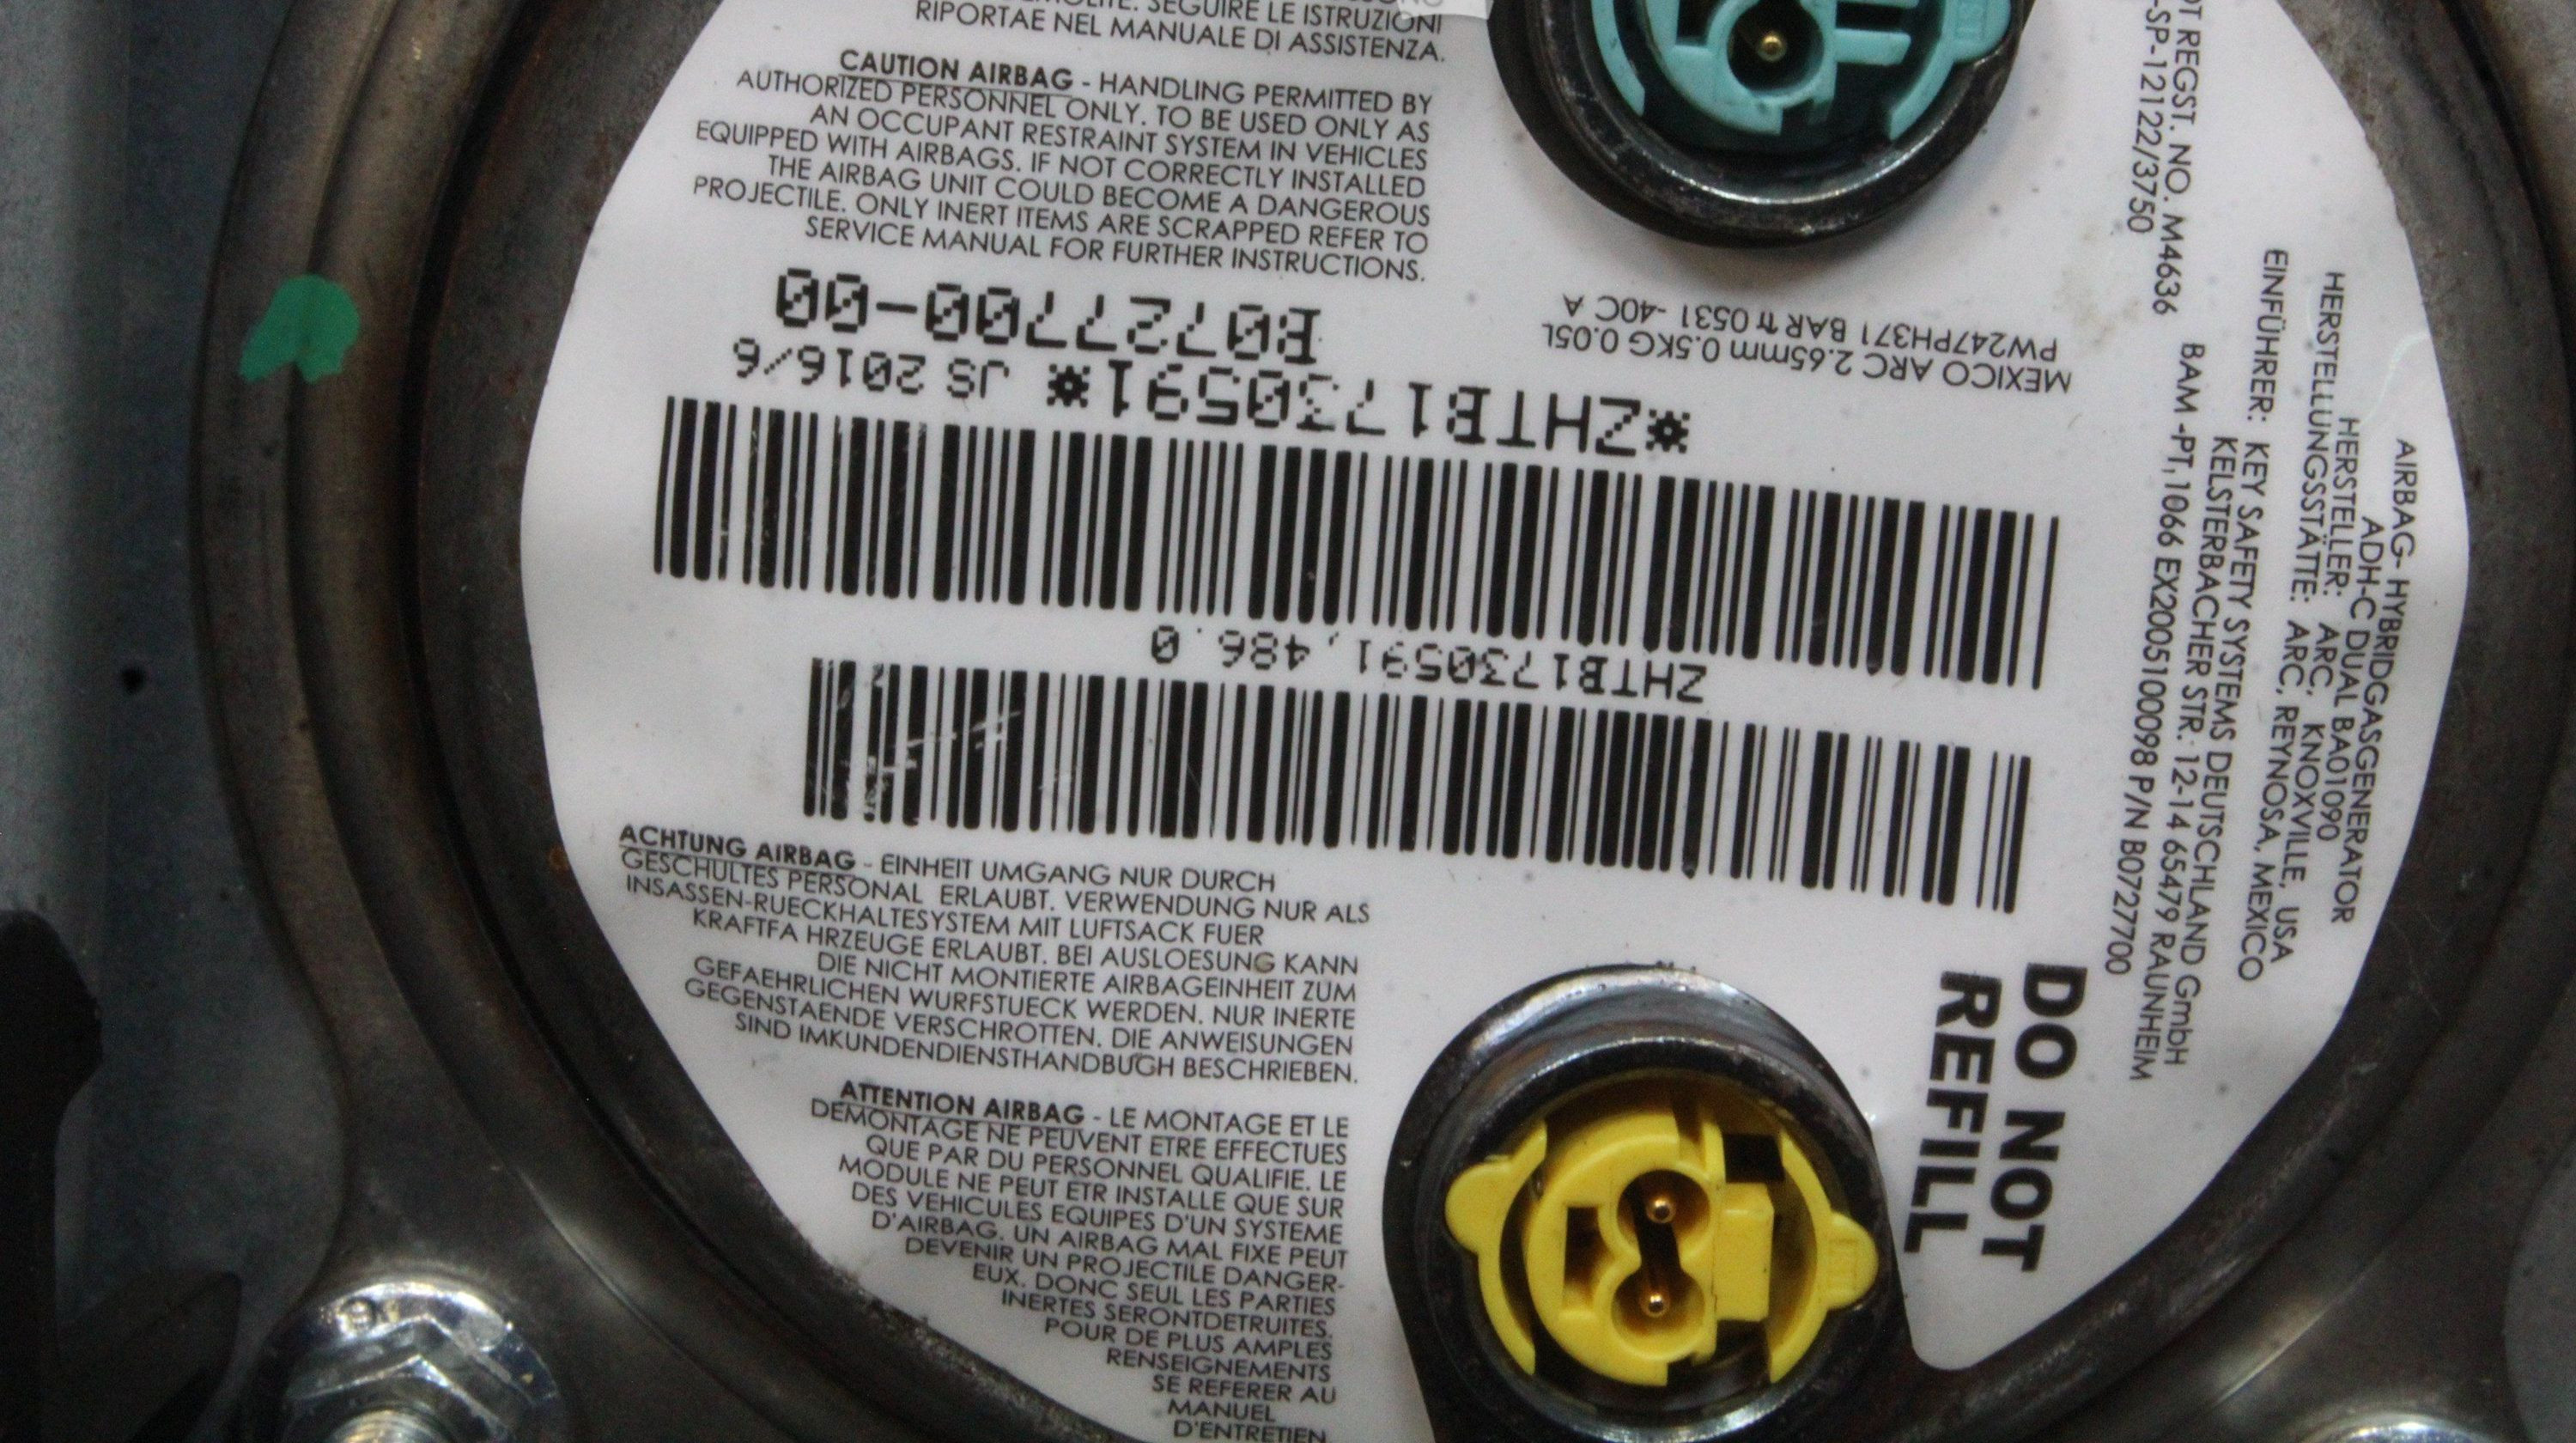 DEMOLITE. SEGUIRE LE ISTRUZIONI
RIPORTAE NEL MANUALE DI ASSISTENZA.
CAUTION AIRBAG - HANDLING PERMITTED BY
AUTHORIZED PERSONNEL ONLY. TO BE USED ONLY AS
AN OCCUPANT RESTRAINT SYSTEM IN VEHICLES
EQUIPPED WITH AIRBAGS. IF NOT CORRECTLY INSTALLED
THE AIRBAG UNIT COULD BECOME A DANGEROUS
PROJECTILE. ONLY INERT ITEMS ARE SCRAPPED REFER TO
SERVICE MANUAL FOR FURTHER INSTRUCTIONS.
ZHTB1730591,486.0
*ZHTB1730591* JS 2016/6
B0727700-00
MEXICO ARC 2.65mm 0.5KG 0.05L
PW247PH371 BAR tr 0531 -40C A
ACHTUNG AIRBAG - EINHEIT UMGANG NUR DURCH
GESCHULTES PERSONAL ERLAUBT. VERWENDUNG NUR ALS
INSASSEN-RUECKHALTESYSTEM MIT LUFTSACK FUER
KRAFTFA HRZEUGE ERLAUBT. BEI AUSLOESUNG KANN
DIE NICHT MONTIERTE AIRBAGEINHEIT ZUM
GEFAEHRLICHEN WURFSTUECK WERDEN. NUR INERTE
GEGENSTAENDE VERSCHROTTEN. DIE ANWEISUNGEN
SIND IMKUNDENDIENSTHANDBUGH BESCHRIEBEN.
ATTENTION AIRBAG - LE MONTAGE ET LE
DEMONTAGE NE PEUVENT ETRE EFFECTUES
QUE PAR DU PERSONNEL QUALIFIE. LE
MODULE NE PEUT ETR INSTALLE QUE SUR
DES VEHICULES EQUIPES D'UN SYSTEME
D'AIRBAG. UN AIRBAG MAL FIXE PEUT
DEVENIR UN PROJECTILE DANGER-
EUX. DONC SEUL LES PARTIES
INERTES SERONTDETRUITES.
POUR DE PLUS AMPLES
RENSEIGNEMENTS
SE REFERER AU
MANUEL
D'ENTRETIEN.
AIRBAG- HYBRIDGASGENERATOR
ADH-C DUAL BA01090
HERSTELLER: ARC, KNOXVILLE, USA
HERSTELLUNGSSTÄTTE: ARC, REYNOSA, MEXICO
EINFÜHRER: KEY SAFETY SYSTEMS DEUTSCHLAND GmbH
KELSTERBACHER STR. 12-14 65479 RAUNHEIM
BAM -PT,1066 EX2005100098 P/N B0727700
REGST. NO. M4636
-SP-12122/3750
DO NOT
REFILL